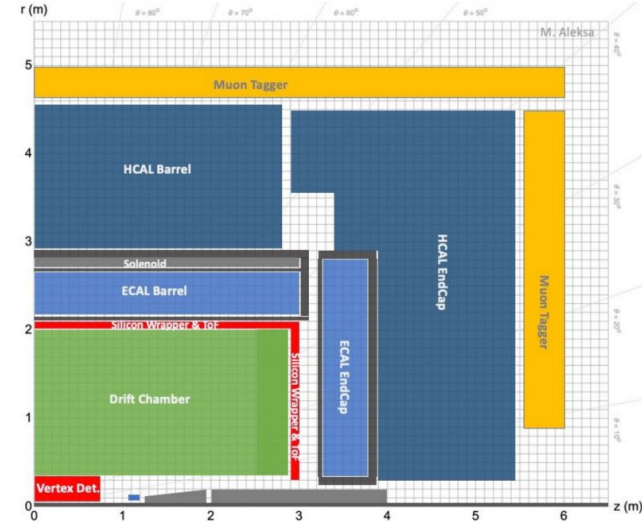 r (m)
θ = 80°
θ = 70°
θ = 60°
θ = 50°
M. Aleksa
θ = 40°
5
Muon Tagger
4
HCAL Barrel
θ = 30°
3
HCAL EndCap
Solenoid
ECAL Barrel
Muon Tagger
2
Silicon Wrapper & ToF
θ = 20°
ECAL EndCap
Silicon Wrapper & ToF
Drift Chamber
1
θ = 10°
Vertex Det.
0
0
1
2
3
4
5
6
z (m)